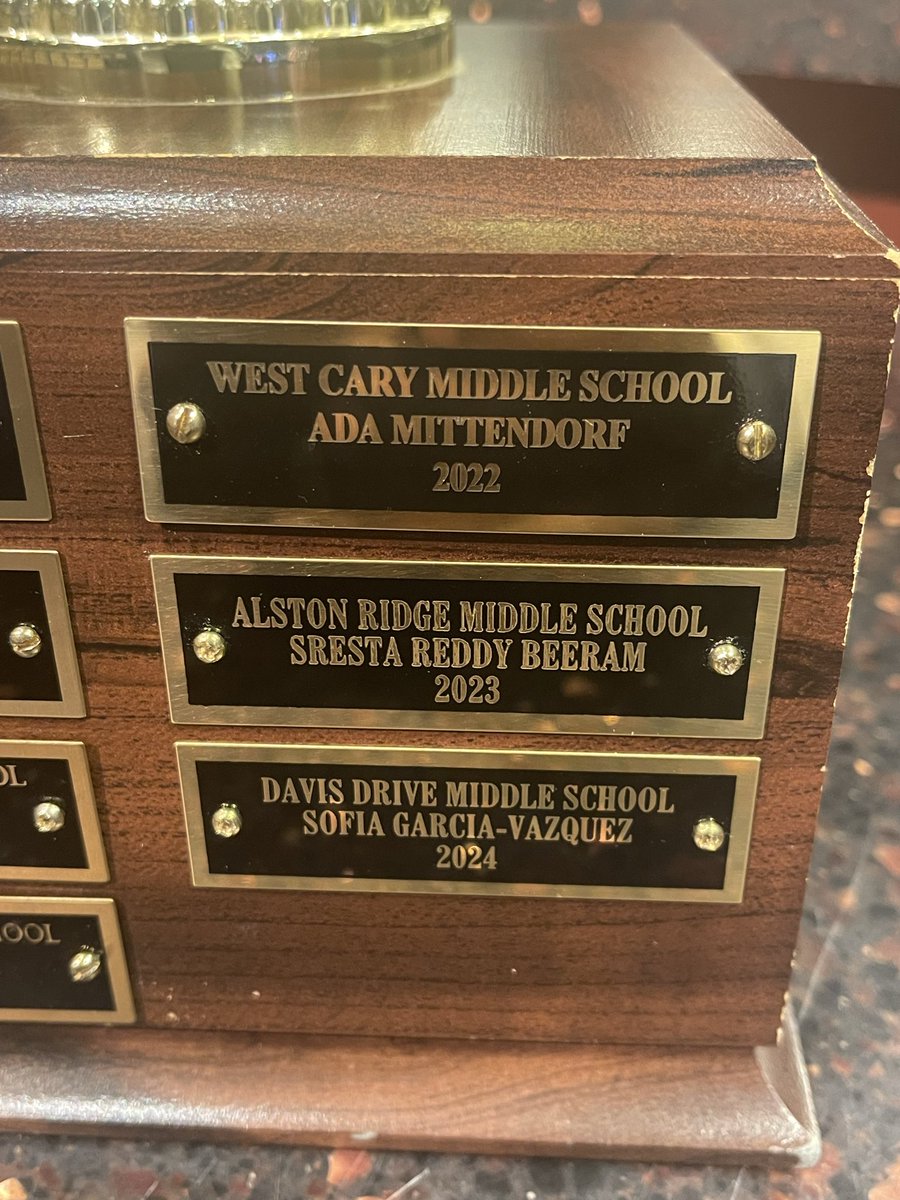 WEST CARY MIDDLE SCHOOL
ADA MITTENDORF
2022
ALSTON RIDGE MIDDLE SCHOOL
SRESTA REDDY BEERAM
2023
DAVIS DRIVE MIDDLE SCHOOL
SOFIA GARCIA-VAZQUEZ
2024